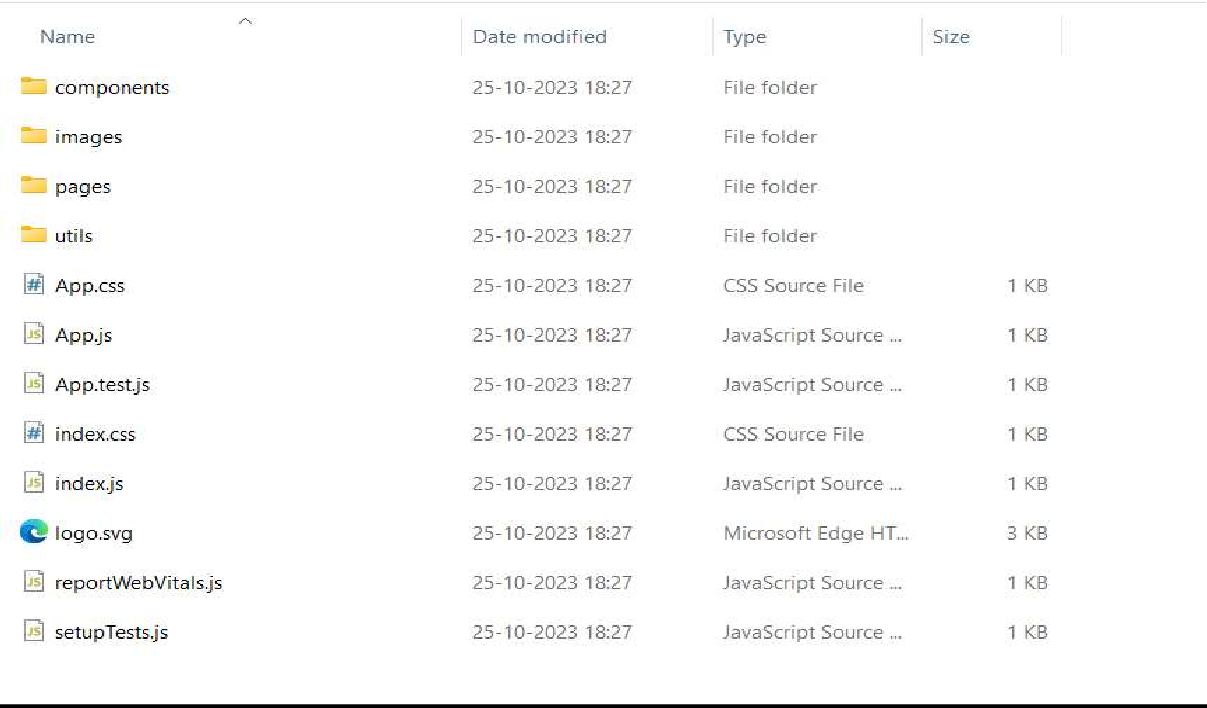 Name Date modified Type Size
components 25-10-2023 18:27 File folder
images 25-10-2023 18:27 File folder
pages 25-10-2023 18:27 File folder
utils 25-10-2023 18:27 File folder
App.css 25-10-2023 18:27 CSS Source File 1 KB
App.js 25-10-2023 18:27 JavaScript Source ... 1 KB
App.test.js 25-10-2023 18:27 JavaScript Source ... 1 KB
index.css 25-10-2023 18:27 CSS Source File 1 KB
index.js 25-10-2023 18:27 JavaScript Source ... 1 KB
logo.svg 25-10-2023 18:27 Microsoft Edge HT... 3 KB
reportWebVitals.js 25-10-2023 18:27 JavaScript Source ... 1 KB
setupTests.js 25-10-2023 18:27 JavaScript Source ... 1 KB